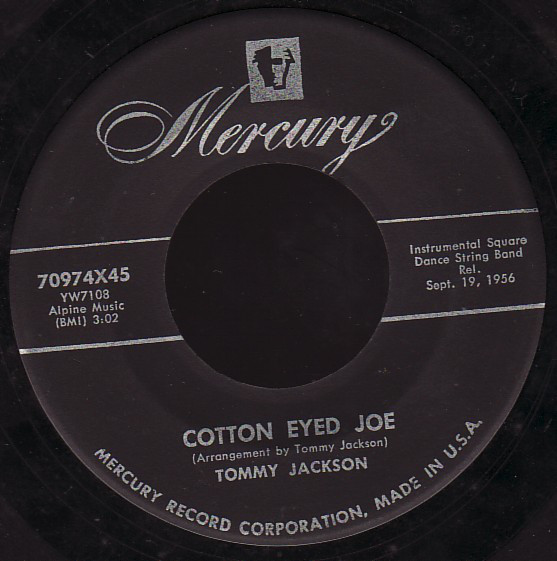 Mercury
70974X45
YW7108
Alpine Music
(BMI) 3:02
Instrumental Square
Dance String Band
Rel.
Sept. 19, 1956
COTTON EYED JOE
(Arrangement by Tommy Jackson)
TOMMY JACKSON
MERCURY RECORD CORPORATION, MADE IN U.S.A.